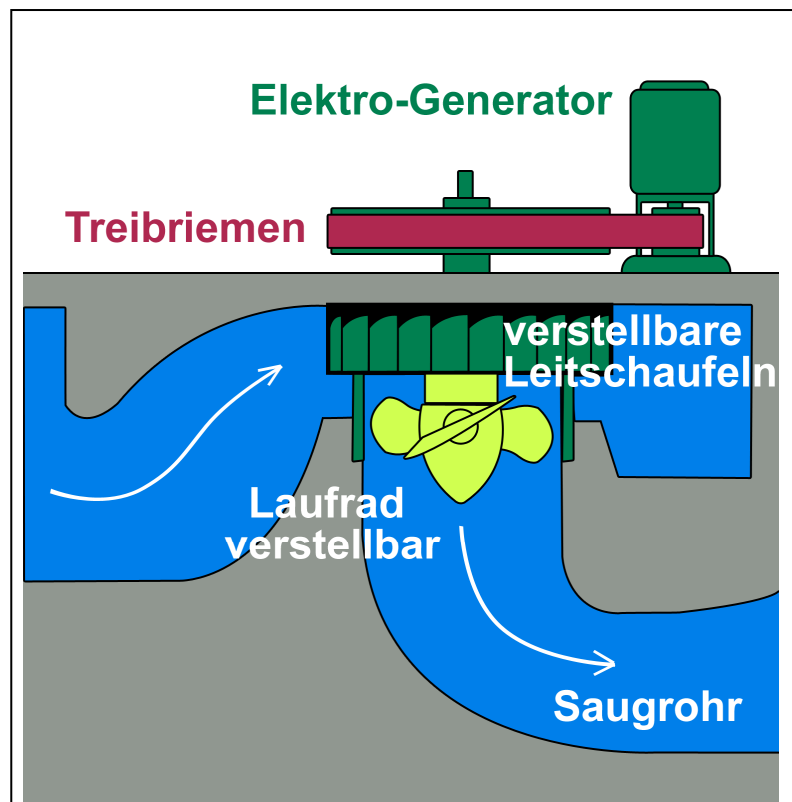 Elektro-Generator
Treibriemen
verstellbare
Leitschaufeln
Laufrad
verstellbar
Saugrohr